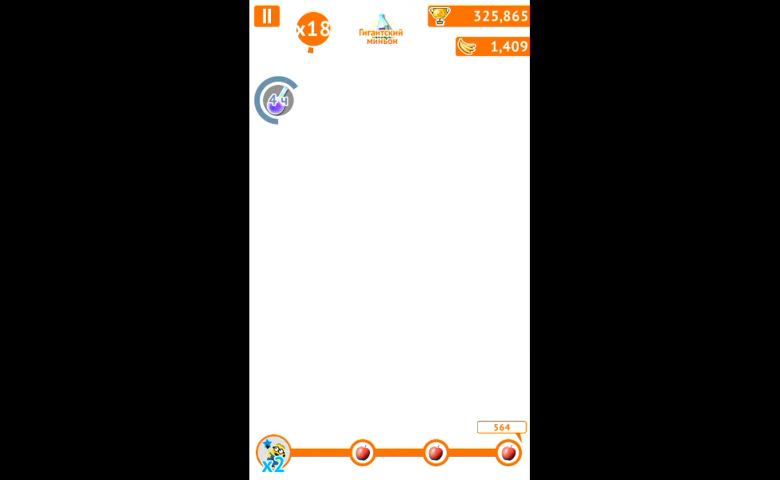 x18
Гигантский
миньон
325,865
1,409
564
x2